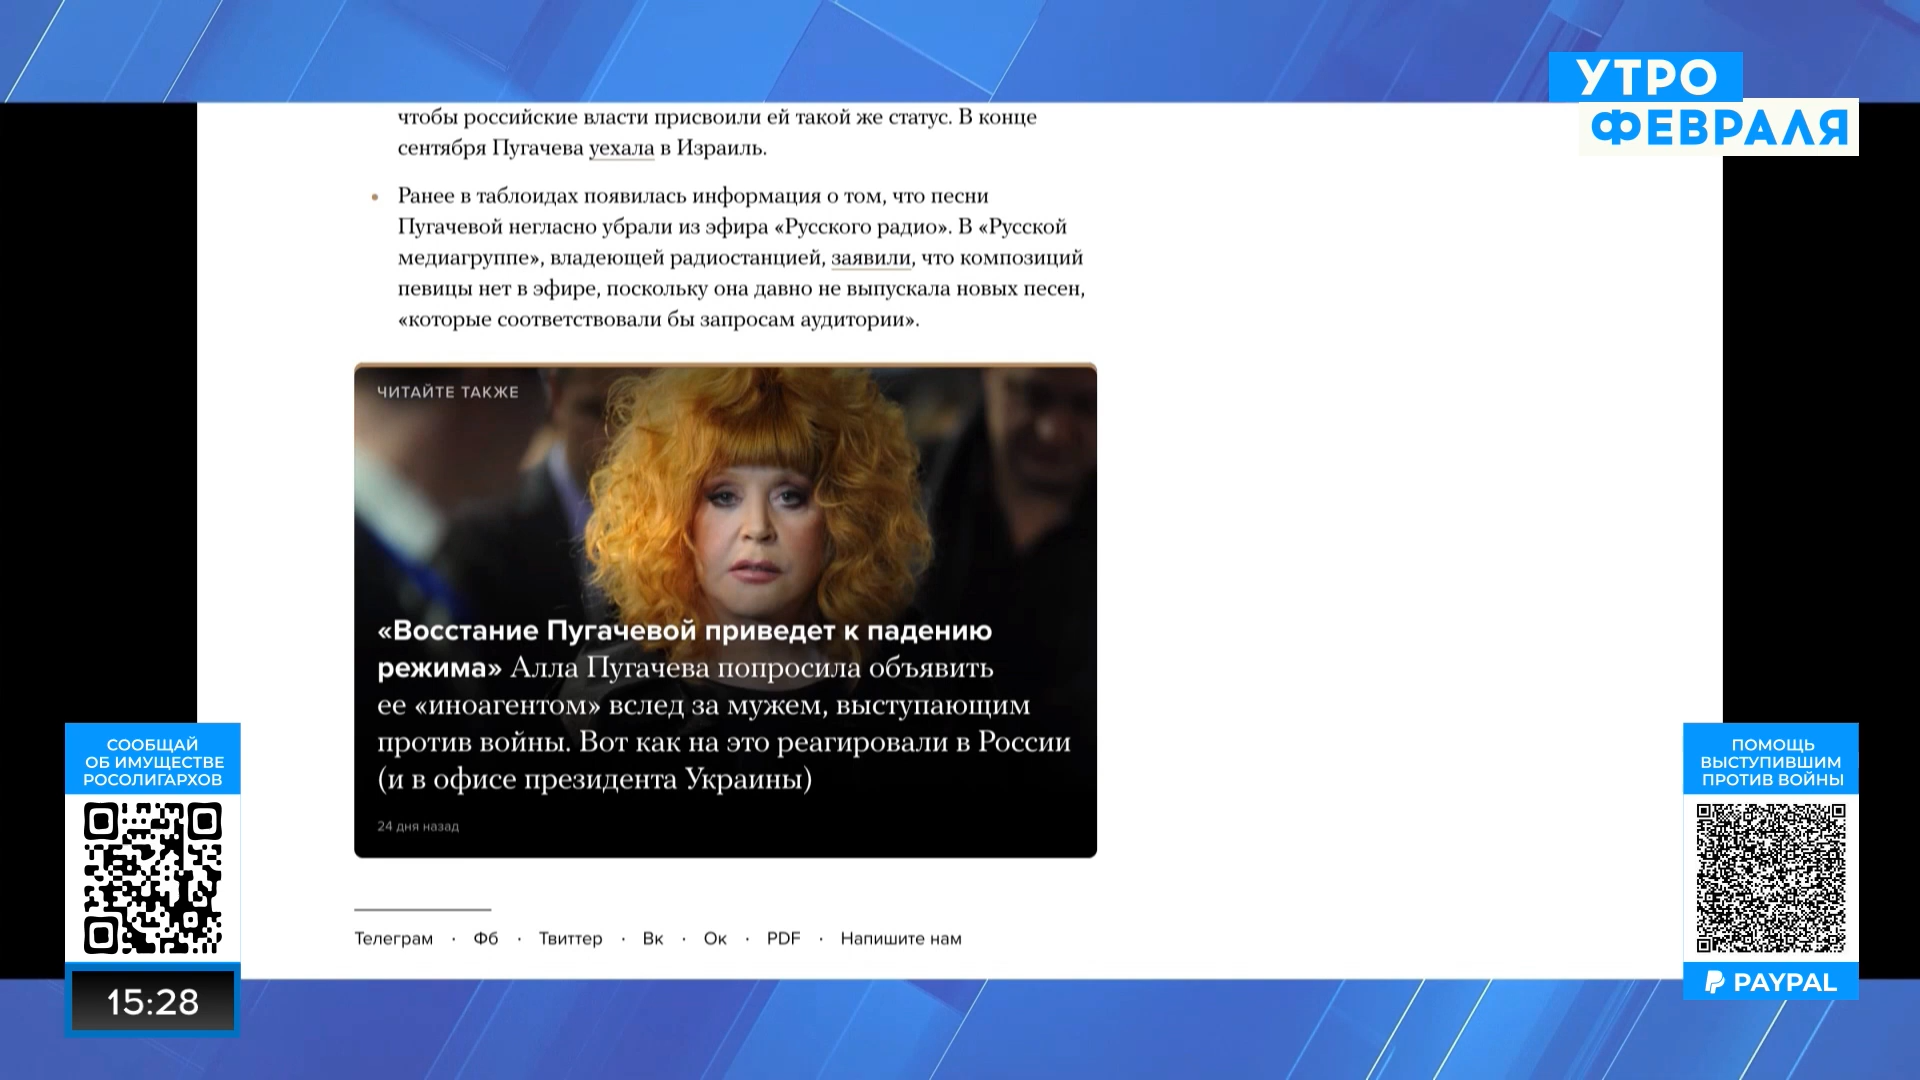 УТРО
ФЕВРАЛЯ
чтобы российские власти присвоили ей такой же статус. В конце
сентября Пугачева уехала в Израиль.
• Ранее в таблоидах появилась информация о том, что песни
Пугачевой негласно убрали из эфира «Русского радио». В «Русской
медиагруппе», владеющей радиостанцией, заявили, что композиций
певицы нет в эфире, поскольку она давно не выпускала новых песен,
«которые соответствовали бы запросам аудитории».
ЧИТАЙТЕ ТАКЖЕ
«Восстание Пугачевой приведет к падению
режима» Алла Пугачева попросила объявить
ее «иноагентом» вслед за мужем, выступающим
против войны. Вот как на это реагировали в России
(и в офисе президента Украины)
24 дня назад
Телеграм · Фб · Твиттер · Вк · Ок · PDF · Напишите нам
СООБЩАЙ
ОБ ИМУЩЕСТВЕ
РОСОЛИГАРХОВ
15:28
ПОМОЩЬ
ВЫСТУПИВШИМ
ПРОТИВ ВОЙНЫ
PAYPAL